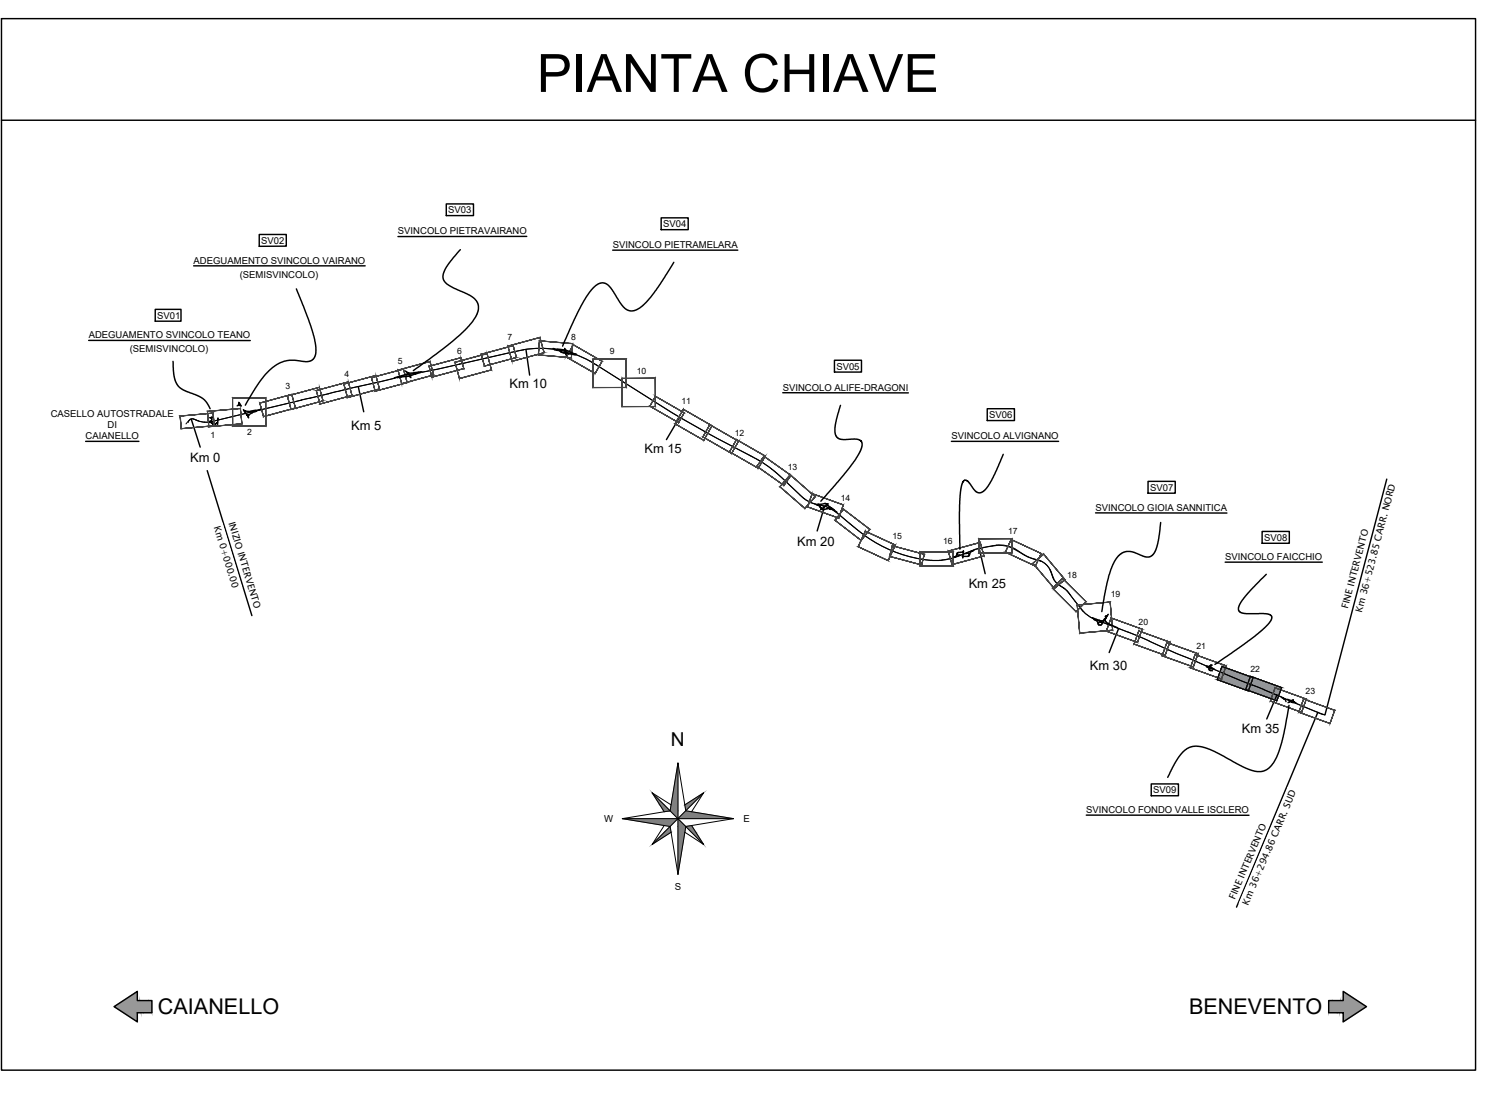 PIANTA CHIAVE
SV03
SVINCOLO PIETRAVAIRANO
SV04
SVINCOLO PIETRAMELARA
SV02
ADEGUAMENTO SVINCOLO VAIRANO
(SEMISVINCOLO)
SV01
ADEGUAMENTO SVINCOLO TEANO
(SEMISVINCOLO)
CASELLO AUTOSTRADALE
DI
CAIANELLO
1
2
3
4
5
6
7
8
9
10
11
12
13
14
15
16
17
18
19
20
21
22
23
Km 0
Km 5
Km 10
Km 15
Km 20
Km 25
Km 30
Km 35
INIZIO INTERVENTO
Km 0+000.00
SV05
SVINCOLO ALIFE-DRAGONI
SV06
SVINCOLO ALVIGNANO
SV07
SVINCOLO GIOIA SANNITICA
SV08
SVINCOLO FAICCHIO
FINE INTERVENTO
Km 36+523.85 CARR. NORD
SV09
SVINCOLO FONDO VALLE ISCLERO
FINE INTERVENTO
Km 36+294.86 CARR. SUD
N
W
E
S
CAIANELLO
BENEVENTO